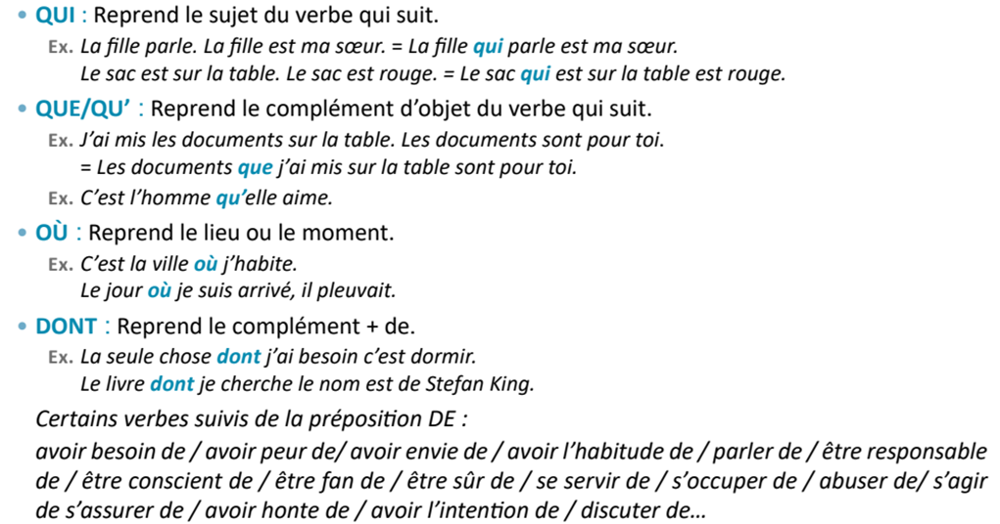 • QUI : Reprend le sujet du verbe qui suit.
Ex. La fille parle. La fille est ma sœur. = La fille qui parle est ma sœur.
Le sac est sur la table. Le sac est rouge. = Le sac qui est sur la table est rouge.
• QUE/QU’ : Reprend le complément d’objet du verbe qui suit.
Ex. J’ai mis les documents sur la table. Les documents sont pour toi.
= Les documents que j’ai mis sur la table sont pour toi.
Ex. C’est l’homme qu’elle aime.
• OÙ : Reprend le lieu ou le moment.
Ex. C’est la ville où j’habite.
Le jour où je suis arrivé, il pleuvait.
• DONT : Reprend le complément + de.
Ex. La seule chose dont j’ai besoin c’est dormir.
Le livre dont je cherche le nom est de Stefan King.
Certains verbes suivis de la préposition DE :
avoir besoin de / avoir peur de/ avoir envie de / avoir l’habitude de / parler de / être responsable
de / être conscient de / être fan de / être sûr de / se servir de / s’occuper de / abuser de/ s’agir
de s’assurer de / avoir honte de / avoir l’intention de / discuter de...